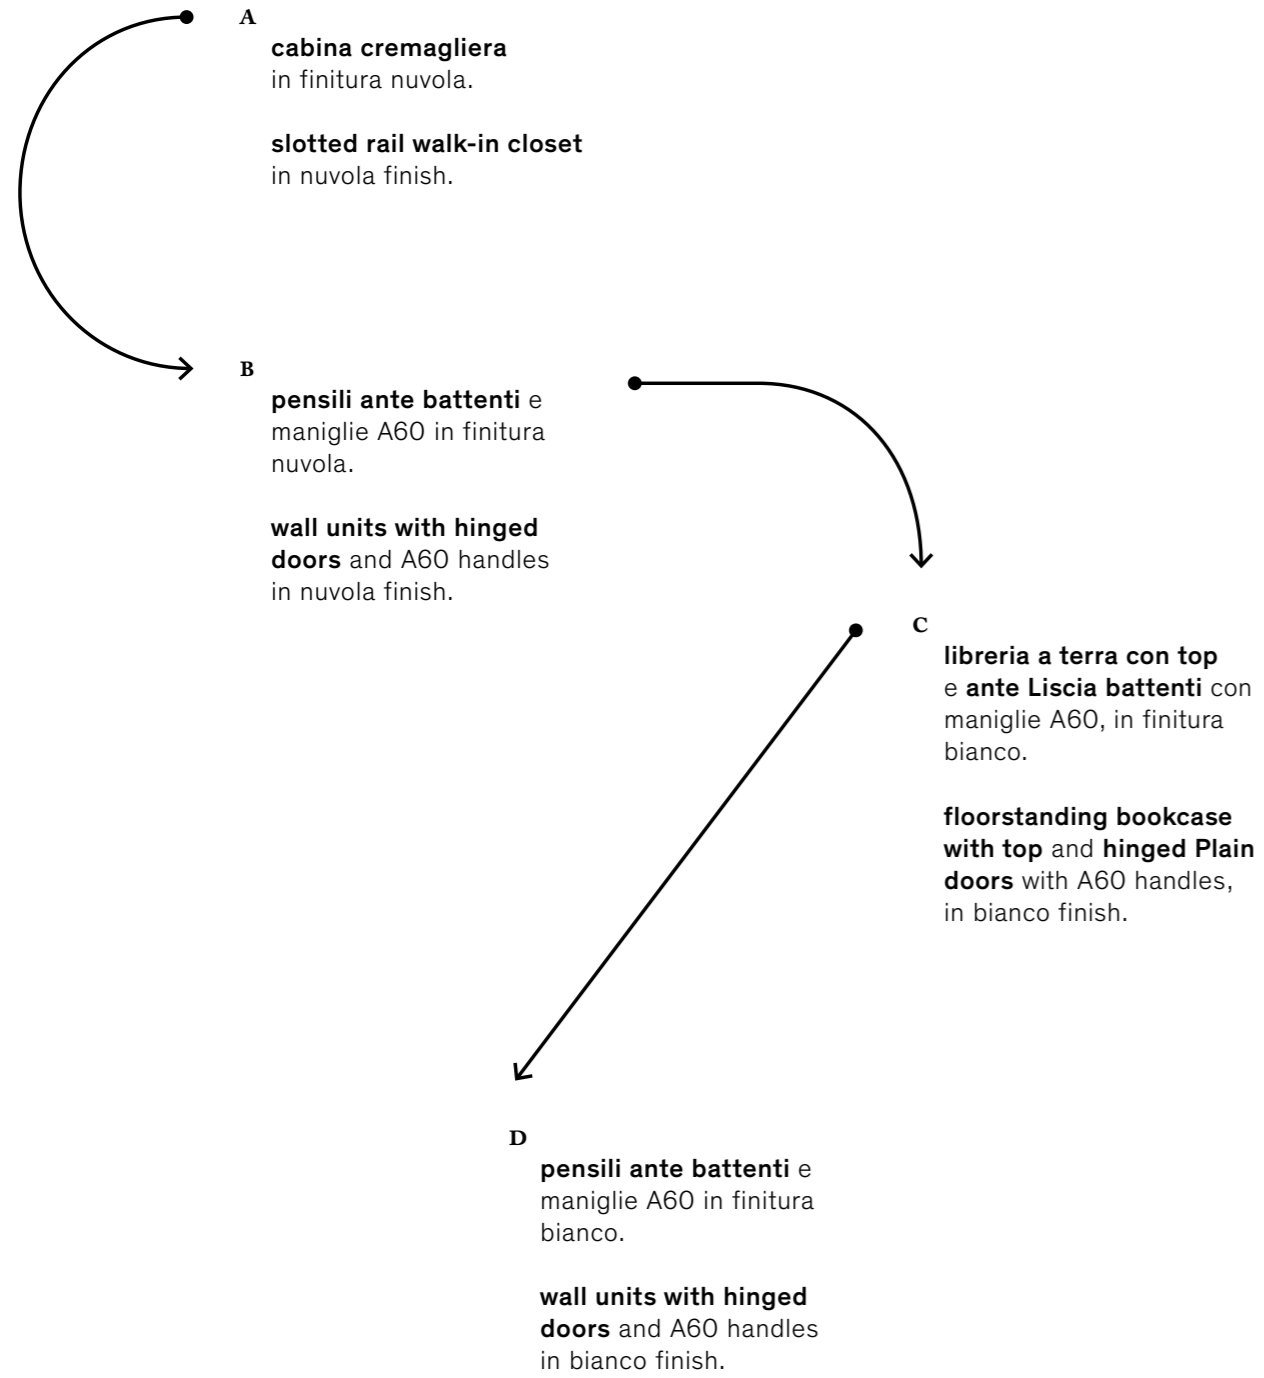 A
cabina cremagliera
in finitura nuvola.
slotted rail walk-in closet
in nuvola finish.
B
pensili ante battenti e
maniglie A60 in finitura
nuvola.
wall units with hinged
doors and A60 handles
in nuvola finish.
C
libreria a terra con top
e ante Liscia battenti con
maniglie A60, in finitura
bianco.
floorstanding bookcase
with top and hinged Plain
doors with A60 handles,
in bianco finish.
D
pensili ante battenti e
maniglie A60 in finitura
bianco.
wall units with hinged
doors and A60 handles
in bianco finish.